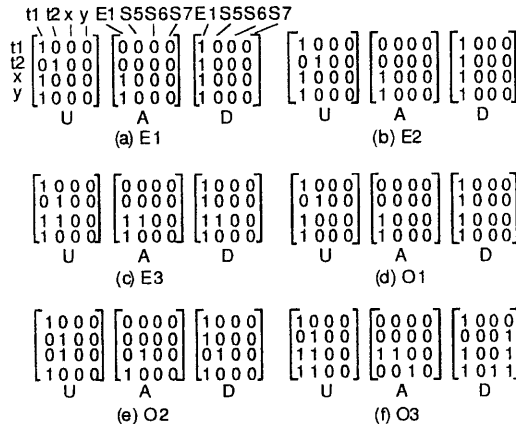 t1 t2 x y E1 S5 S6 S7 E1 S5 S6 S7
t1 1 0 0 0 0 0 0 0 1 0 0 0
t2 0 1 0 0 0 0 0 0 1 0 0 0
x 1 0 0 0 1 0 0 0 1 0 0 0
y 1 0 0 0 1 0 0 0 1 0 0 0
U A D
(a) E1
1 0 0 0 0 0 0 0 1 0 0 0
0 1 0 0 0 0 0 0 1 0 0 0
1 0 0 0 1 0 0 0 1 0 0 0
1 0 0 0 1 0 0 0 1 0 0 0
U A D
(b) E2
1 0 0 0 0 0 0 0 1 0 0 0
0 1 0 0 0 0 0 0 1 0 0 0
1 1 0 0 1 1 0 0 1 1 0 0
1 0 0 0 1 0 0 0 1 0 0 0
U A D
(c) E3
1 0 0 0 0 0 0 0 1 0 0 0
0 1 0 0 0 0 0 0 1 0 0 0
1 0 0 0 1 0 0 0 1 0 0 0
1 0 0 0 1 0 0 0 1 0 0 0
U A D
(d) O1
1 0 0 0 0 0 0 0 1 0 0 0
0 1 0 0 0 0 0 0 1 0 0 0
0 1 0 0 0 1 0 0 0 1 0 0
1 0 0 0 1 0 0 0 1 0 0 0
U A D
(e) O2
1 0 0 0 0 0 0 0 1 0 0 0
0 1 0 0 0 0 0 0 0 0 0 1
1 1 0 0 1 1 0 0 1 0 0 1
1 1 0 0 0 0 1 0 1 0 1 1
U A D
(f) O3